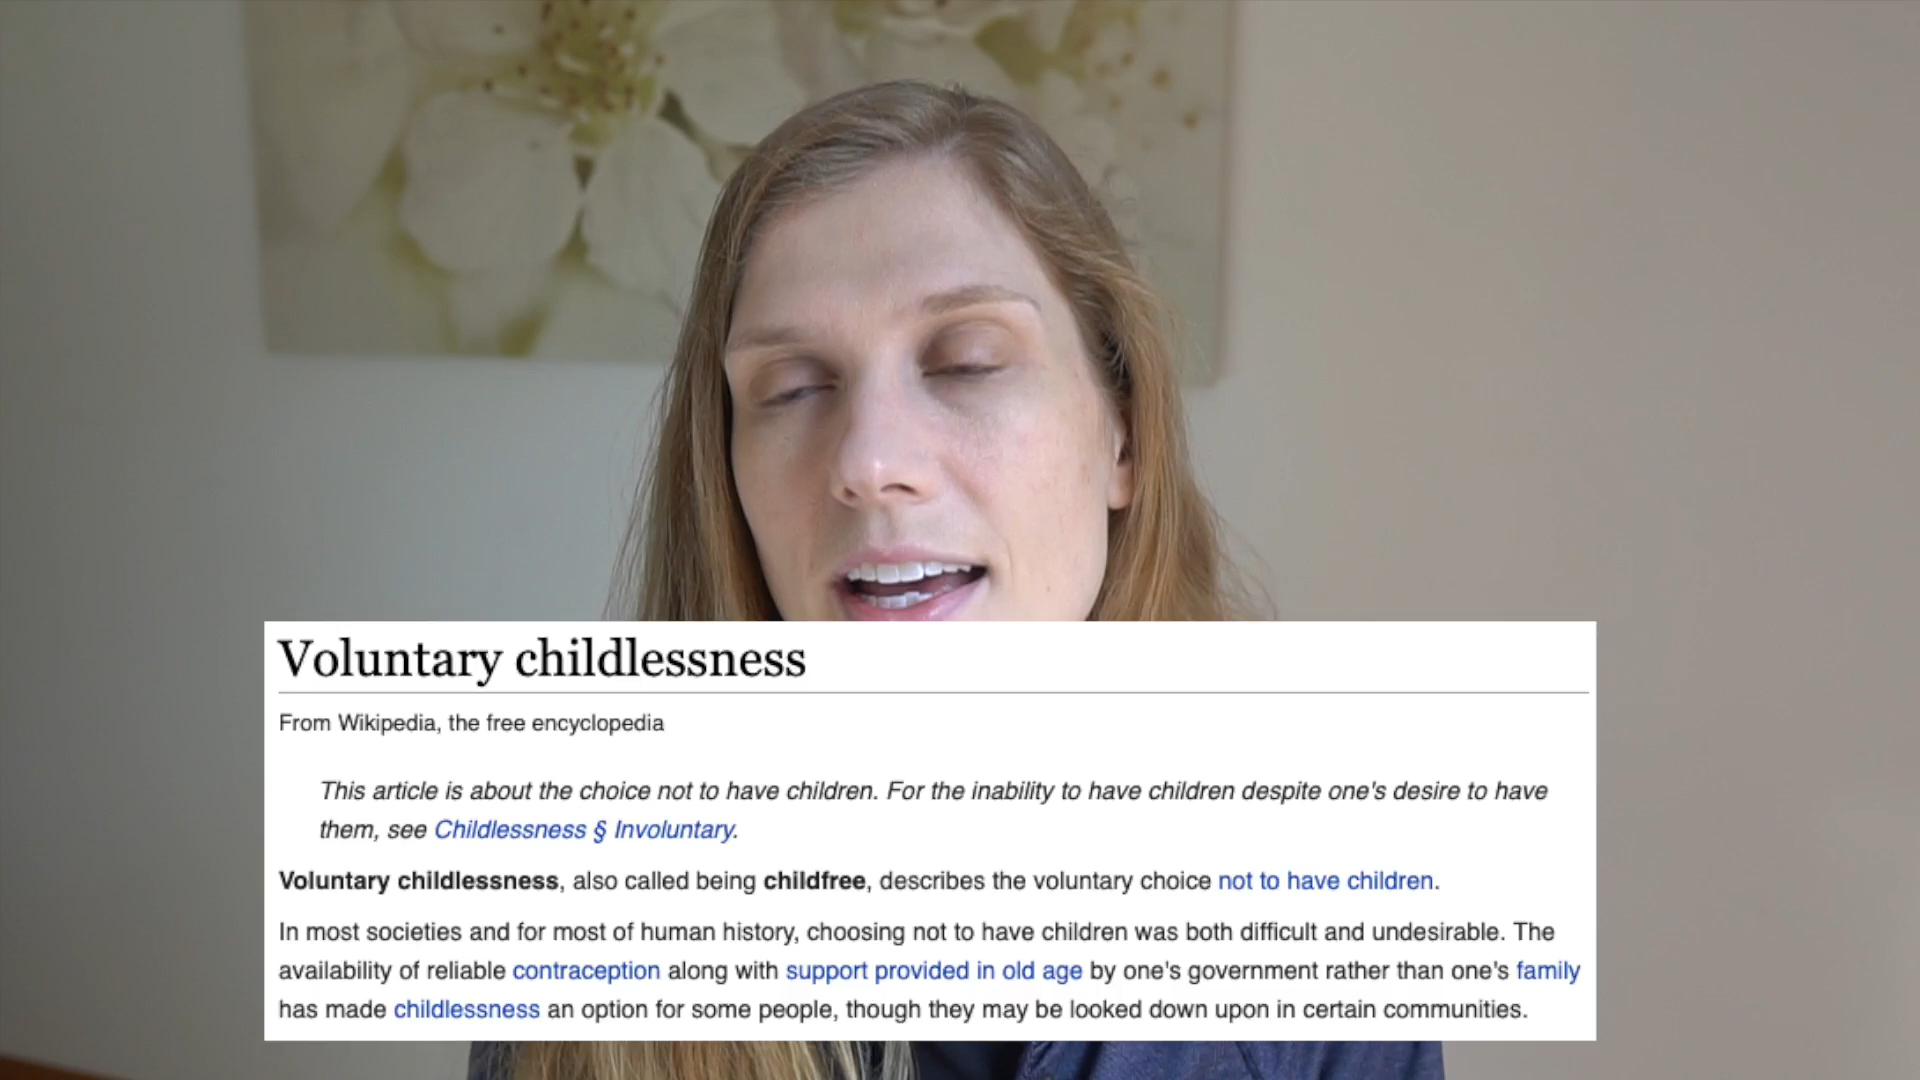 Voluntary childlessness
From Wikipedia, the free encyclopedia
This article is about the choice not to have children. For the inability to have children despite one's desire to have
them, see Childlessness § Involuntary.
Voluntary childlessness, also called being childfree, describes the voluntary choice not to have children.
In most societies and for most of human history, choosing not to have children was both difficult and undesirable. The
availability of reliable contraception along with support provided in old age by one's government rather than one's family
has made childlessness an option for some people, though they may be looked down upon in certain communities.